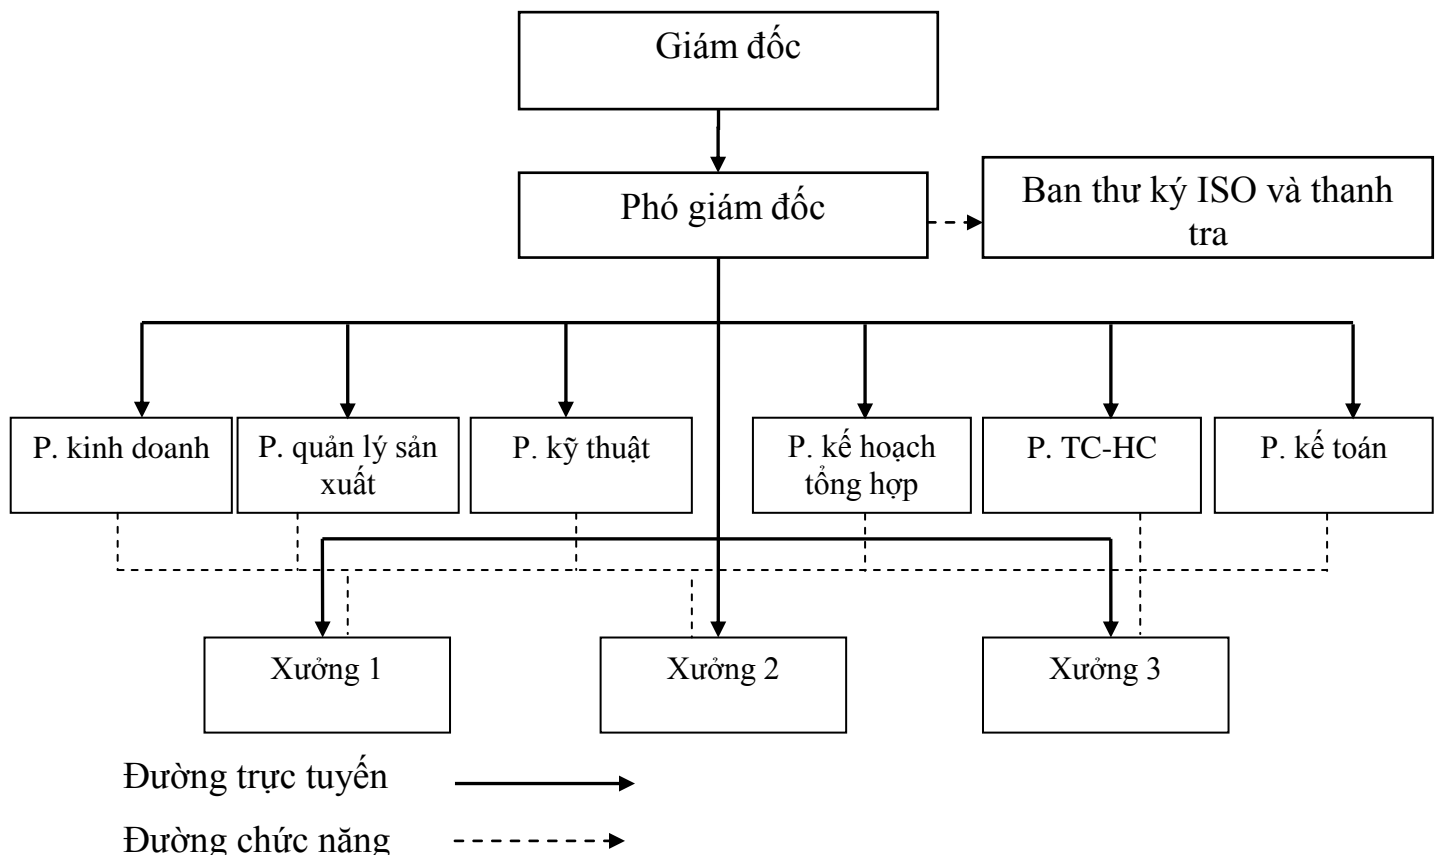 Giám đốc
Phó giám đốc
Ban thư ký ISO và thanh
tra
P. kinh doanh
P. quản lý sản
xuất
P. kỹ thuật
P. kế hoạch
tổng hợp
P. TC-HC
P. kế toán
Xưởng 1
Xưởng 2
Xưởng 3
Đường trực tuyến
Đường chức năng